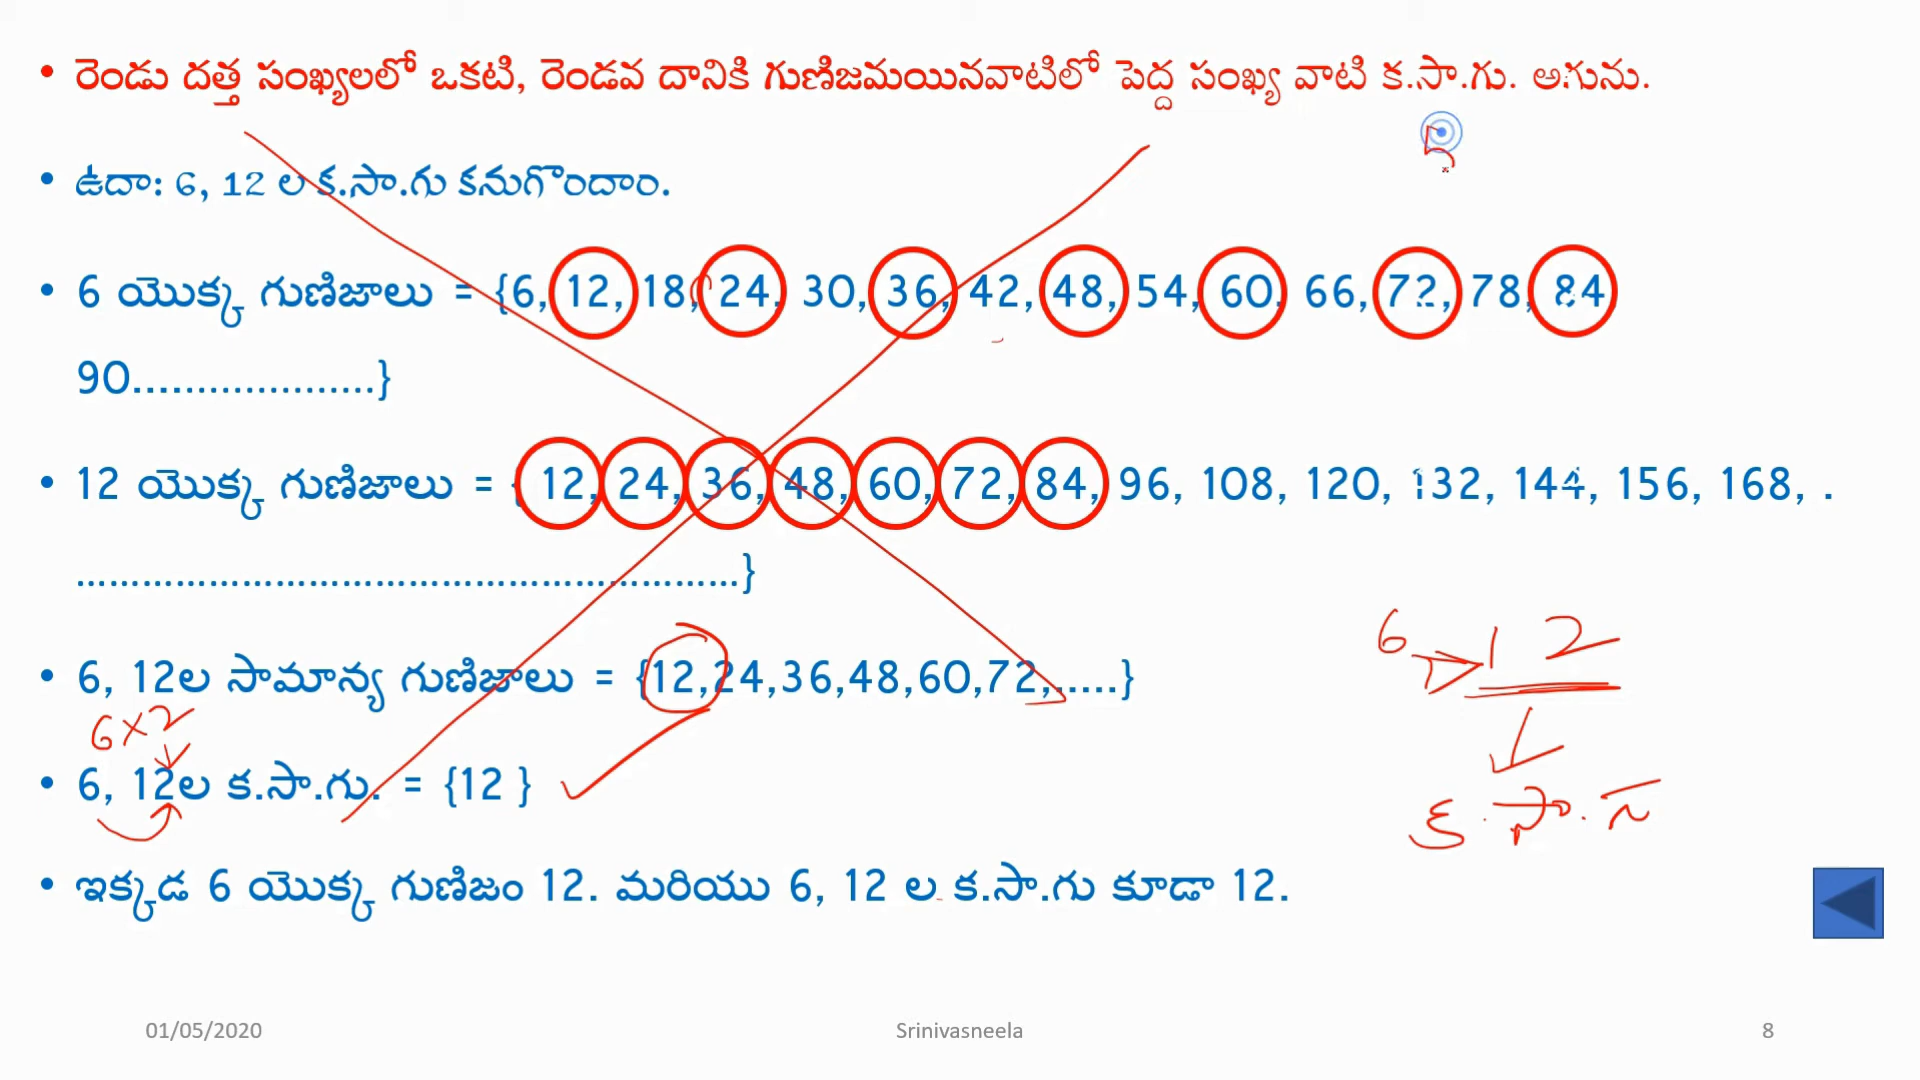 • రెండు దత్త సంఖ్యలలో ఒకటి, రెండవ దానికి గుణిజమయినవాటిలో పెద్ద సంఖ్య వాటి క.సా.గు. అగును.
5
• ఉదా: 6, 12 ల క.సా.గు కనుగొందాం.
• 6 యొక్క గుణిజాలు = {6, 12, 18, 24, 30, 36, 42, 48, 54, 60, 66, 72, 78, 84
90....................}
• 12 యొక్క గుణిజాలు = { 12, 24, 36, 48, 60, 72, 84, 96, 108, 120, 132, 144, 156, 168, .
......................................................}
6 12
• 6, 12ల సామాన్య గుణిజాలు = {12,24,36,48,60,72,.....}
6×2
• 6, 12ల క.సా.గు. = {12 }
క.సా.
• ఇక్కడ 6 యొక్క గుణిజం 12. మరియు 6, 12 ల క.సా.గు కూడా 12.
01/05/2020 Srinivasneela 8